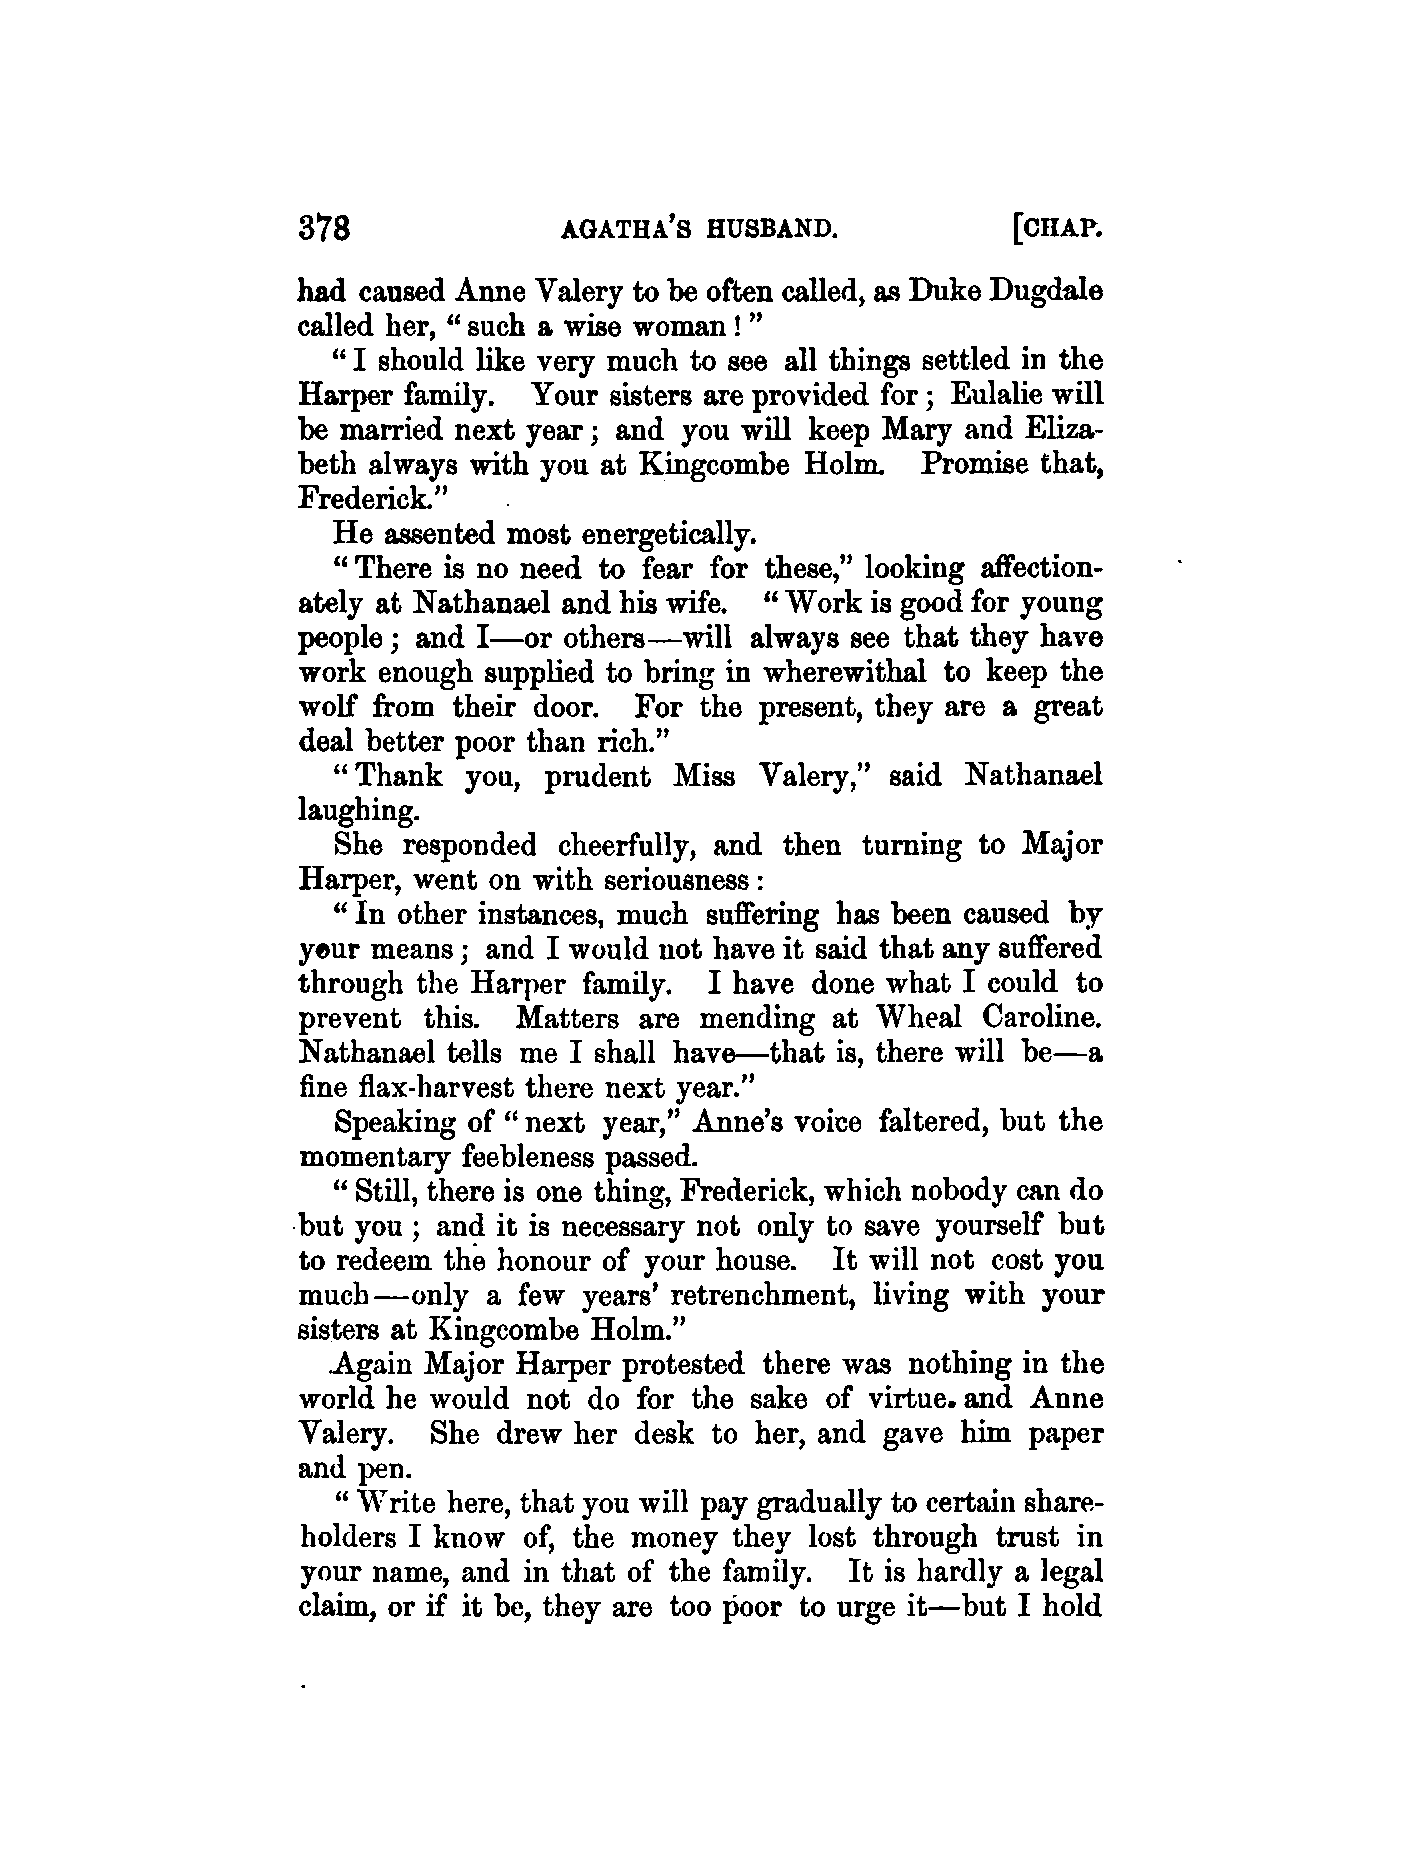 378 AGATHA'S HUSBAND. [CHAP.
had caused Anne Valery to be often called, as Duke Dugdale
called her, "such a wise woman!"
"I should like very much to see all things settled in the
Harper family. Your sisters are provided for; Eulalie will
be married next year; and you will keep Mary and Eliza-
beth always with you at Kingcombe Holm. Promise that,
Frederick."
He assented most energetically.
"There is no need to fear for these," looking affection-
ately at Nathanael and his wife. "Work is good for young
people; and I—or others—will always see that they have
work enough supplied to bring in wherewithal to keep the
wolf from their door. For the present, they are a great
deal better poor than rich."
"Thank you, prudent Miss Valery," said Nathanael
laughing.
She responded cheerfully, and then turning to Major
Harper, went on with seriousness:
"In other instances, much suffering has been caused by
your means; and I would not have it said that any suffered
through the Harper family. I have done what I could to
prevent this. Matters are mending at Wheal Caroline.
Nathanael tells me I shall have—that is, there will be—a
fine flax-harvest there next year."
Speaking of "next year," Anne's voice faltered, but the
momentary feebleness passed.
"Still, there is one thing, Frederick, which nobody can do
but you; and it is necessary not only to save yourself but
to redeem the honour of your house. It will not cost you
much—only a few years' retrenchment, living with your
sisters at Kingcombe Holm."
Again Major Harper protested there was nothing in the
world he would not do for the sake of virtue. and Anne
Valery. She drew her desk to her, and gave him paper
and pen.
"Write here, that you will pay gradually to certain share-
holders I know of, the money they lost through trust in
your name, and in that of the family. It is hardly a legal
claim, or if it be, they are too poor to urge it—but I hold